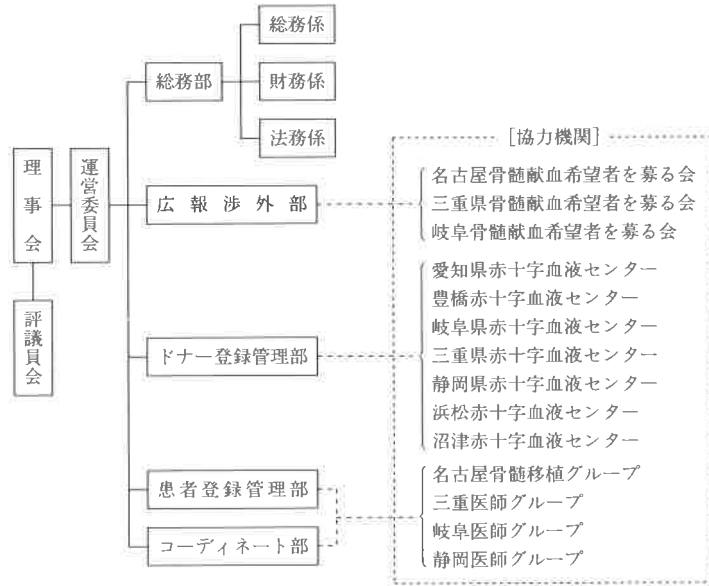 総務係
総務部
財務係
法務係
[協力機関]
理事会
運営委員会
広報渉外部
名古屋骨髄献血希望者を募る会
三重県骨髄献血希望者を募る会
岐阜骨髄献血希望者を募る会
評議員会
ドナー登録管理部
愛知県赤十字血液センター
豊橋赤十字血液センター
岐阜県赤十字血液センター
三重県赤十字血液センター
静岡県赤十字血液センター
浜松赤十字血液センター
沼津赤十字血液センター
患者登録管理部
コーディネート部
名古屋骨髄移植グループ
三重医師グループ
岐阜医師グループ
静岡医師グループ